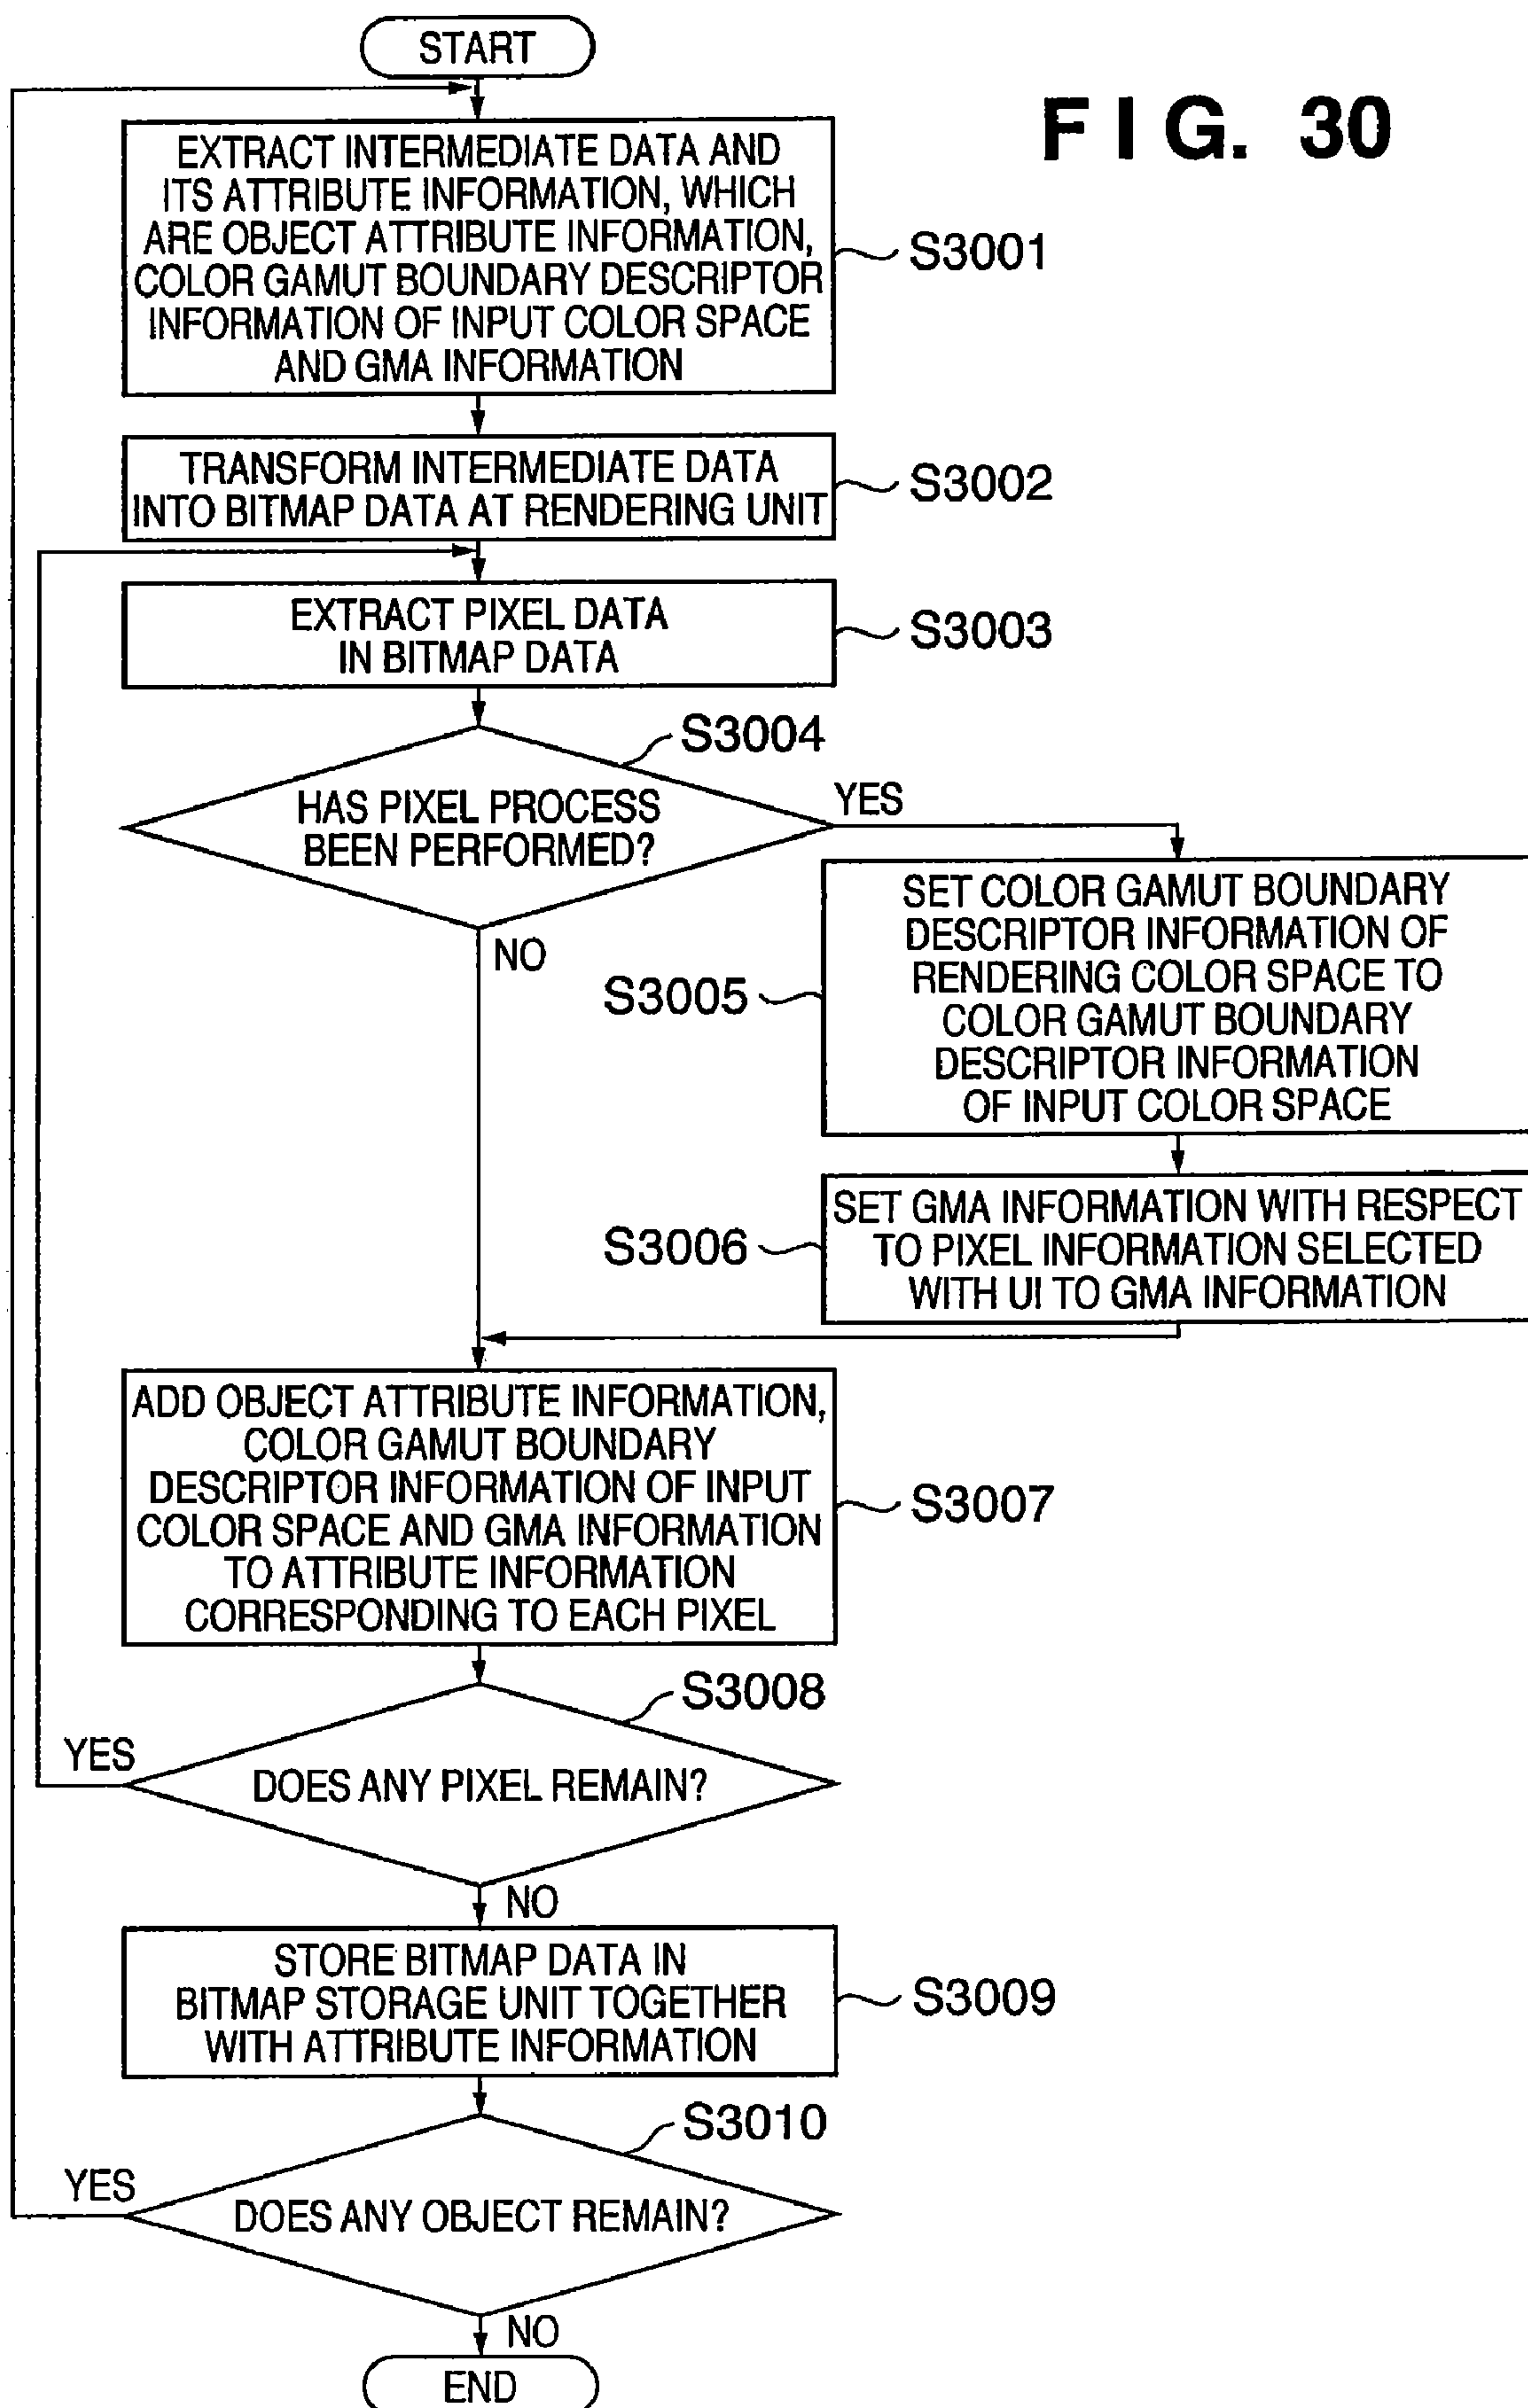 START
FIG. 30
EXTRACT INTERMEDIATE DATA AND
ITS ATTRIBUTE INFORMATION, WHICH
ARE OBJECT ATTRIBUTE INFORMATION,
COLOR GAMUT BOUNDARY DESCRIPTOR
INFORMATION OF INPUT COLOR SPACE
AND GMA INFORMATION
S3001
TRANSFORM INTERMEDIATE DATA
INTO BITMAP DATA AT RENDERING UNIT
S3002
EXTRACT PIXEL DATA
IN BITMAP DATA
S3003
S3004
HAS PIXEL PROCESS
BEEN PERFORMED?
YES
NO
SET COLOR GAMUT BOUNDARY
DESCRIPTOR INFORMATION OF
RENDERING COLOR SPACE TO
COLOR GAMUT BOUNDARY
DESCRIPTOR INFORMATION
OF INPUT COLOR SPACE
S3005
SET GMA INFORMATION WITH RESPECT
TO PIXEL INFORMATION SELECTED
WITH UI TO GMA INFORMATION
S3006
ADD OBJECT ATTRIBUTE INFORMATION,
COLOR GAMUT BOUNDARY
DESCRIPTOR INFORMATION OF INPUT
COLOR SPACE AND GMA INFORMATION
TO ATTRIBUTE INFORMATION
CORRESPONDING TO EACH PIXEL
S3007
S3008
YES
DOES ANY PIXEL REMAIN?
NO
STORE BITMAP DATA IN
BITMAP STORAGE UNIT TOGETHER
WITH ATTRIBUTE INFORMATION
S3009
S3010
YES
DOES ANY OBJECT REMAIN?
NO
END